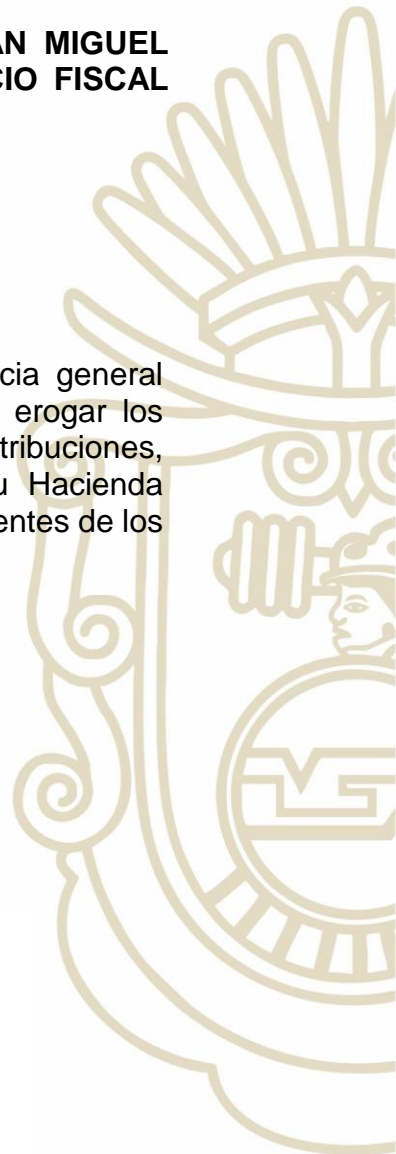 AN MIGUEL
CIO FISCAL
cia general
erogar los
tribuciones,
u Hacienda
entes de los